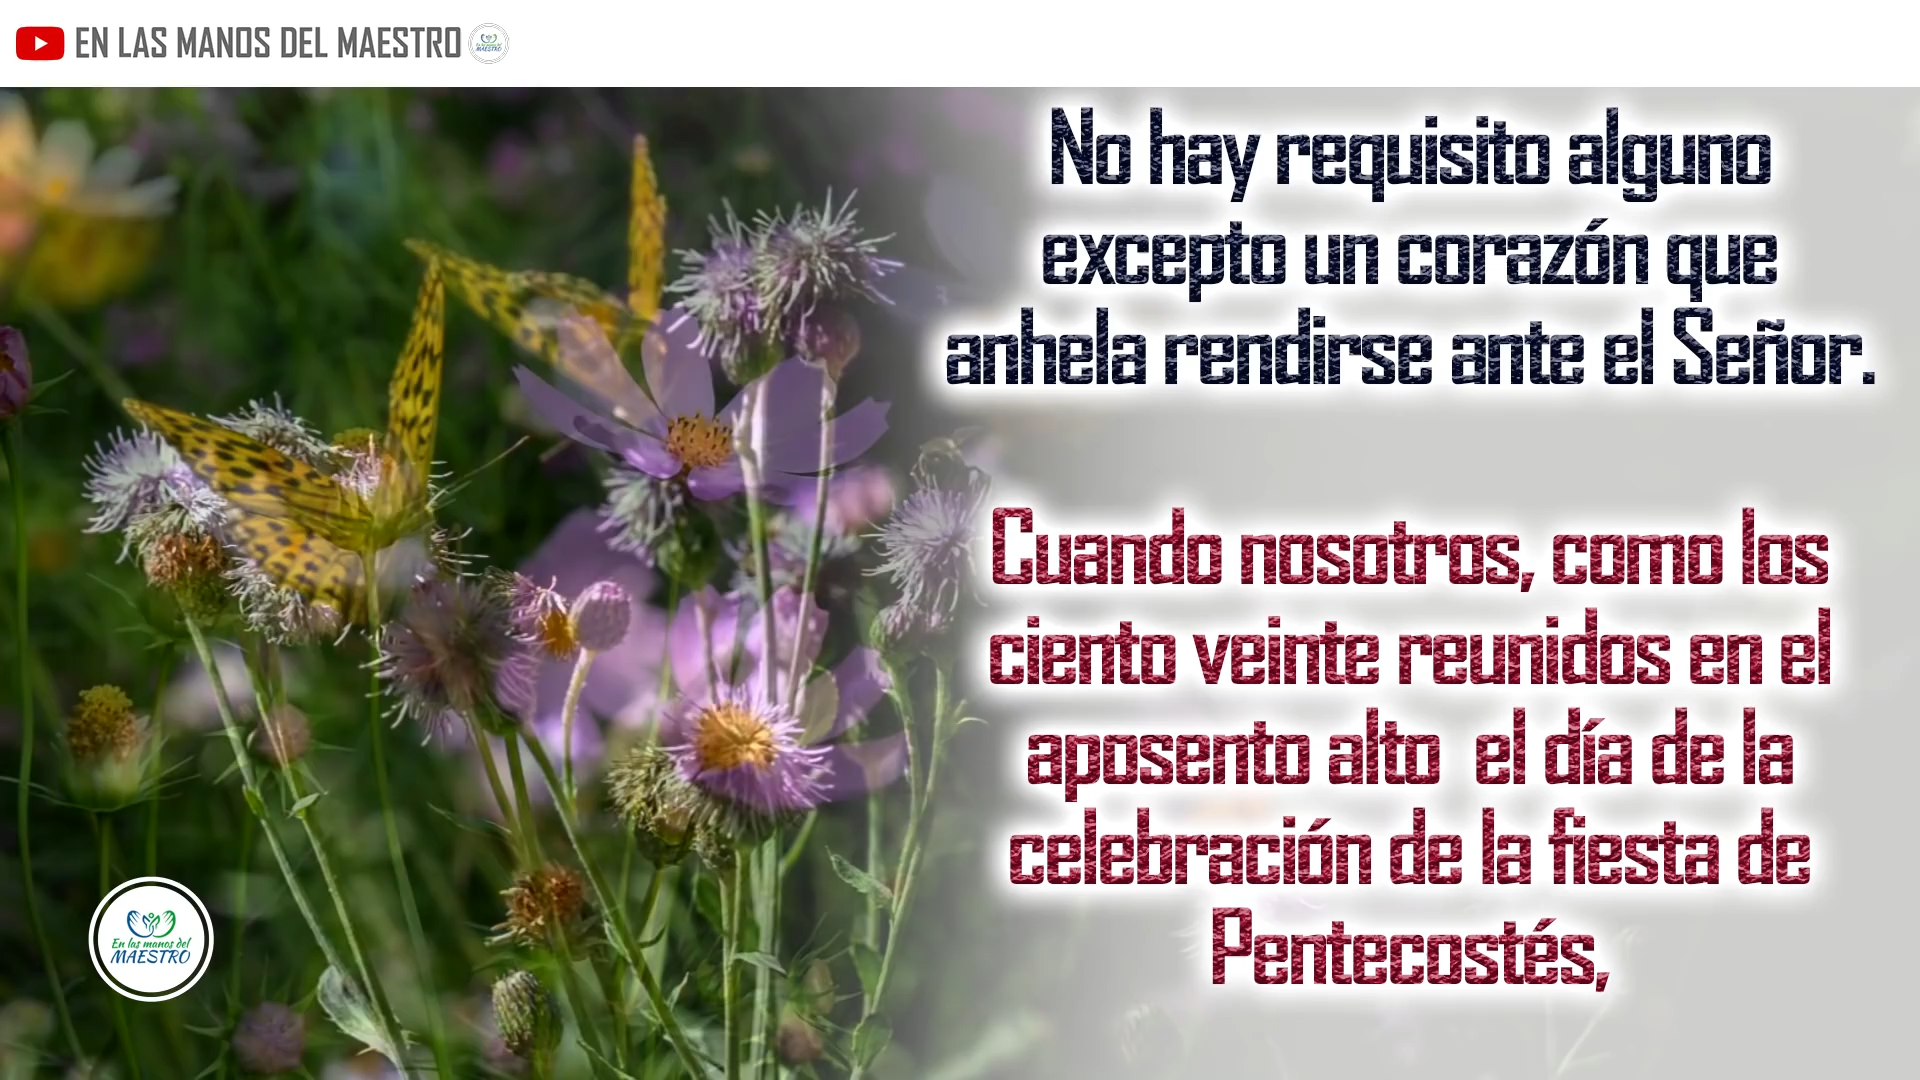 EN LAS MANOS DEL MAESTRO
No hay requisito alguno
excepto un corazón que
anhela rendirse ante el Señor.
Cuando nosotros, como los
ciento veinte reunidos en el
aposento alto  el día de la
celebración de la fiesta de
Pentecostés,
En las manos del
MAESTRO